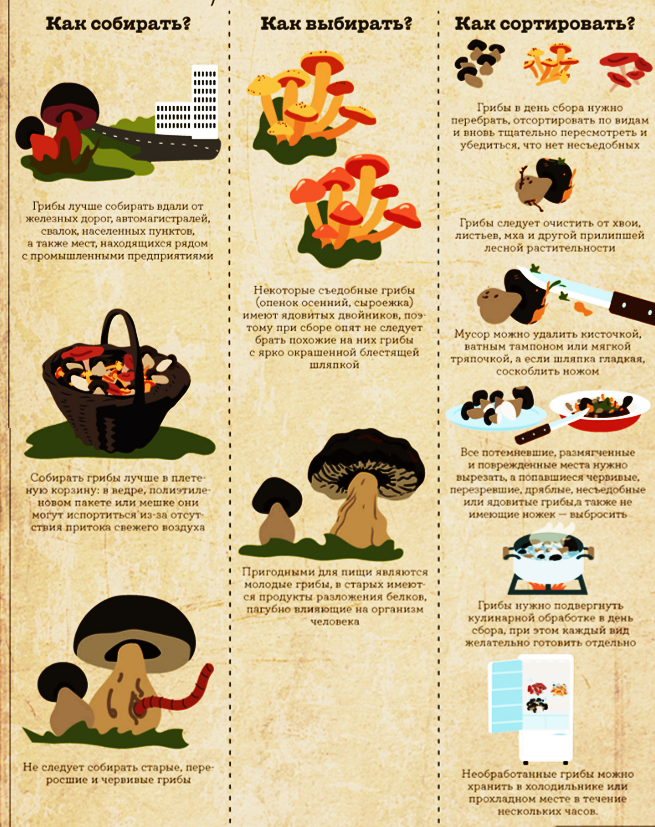 Как собирать?
Грибы лучше собирать вдали от
железных дорог, автомагистралей,
свалок, населенных пунктов,
а также мест, находящихся рядом
с промышленными предприятиями
Собирать грибы лучше в плете-
ную корзину: в ведре, полиэтиле-
новом пакете или мешке они
могут испортиться из-за отсут-
ствия притока свежего воздуха
Не следует собирать старые, пере-
росшие и червивые грибы
Как выбирать?
Некоторые съедобные грибы
(опенок осенний, сыроежка)
имеют ядовитых двойников, поэ-
тому при сборе опят не следует
брать похожие на них грибы
с ярко окрашенной блестящей
шляпкой
Пригодными для пищи являются
молодые грибы, в старых имеют-
ся продукты разложения белков,
пагубно влияющие на организм
человека
Как сортировать?
Грибы в день сбора нужно
перебрать, отсортировать по видам
и вновь тщательно пересмотреть и
убедиться, что нет несъедобных
Грибы следует очистить от хвои,
листьев, мха и другой прилипшей
лесной растительности
Мусор можно удалить кисточкой,
ватным тампоном или мягкой
тряпочкой, а если шляпка гладкая,
соскоблить ножом
Все потемневшие, размягченные
и поврежденные места нужно
вырезать, а попавшиеся червивые,
перезревшие, дряблые, несъедобные
или ядовитые грибы,а также не
имеющие ножек — выбросить
Грибы нужно подвергнуть
кулинарной обработке в день
сбора, при этом каждый вид
желательно готовить отдельно
Необработанные грибы можно
хранить в холодильнике или
прохладном месте в течение
нескольких часов.